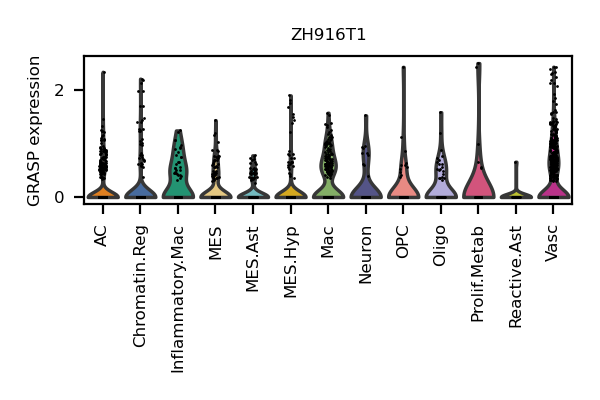 ZH916T1
GRASP expression
2
0
AC
Chromatin.Reg
Inflammatory.Mac
MES
MES.Ast
MES.Hyp
Mac
Neuron
OPC
Oligo
Prolif.Metab
Reactive.Ast
Vasc